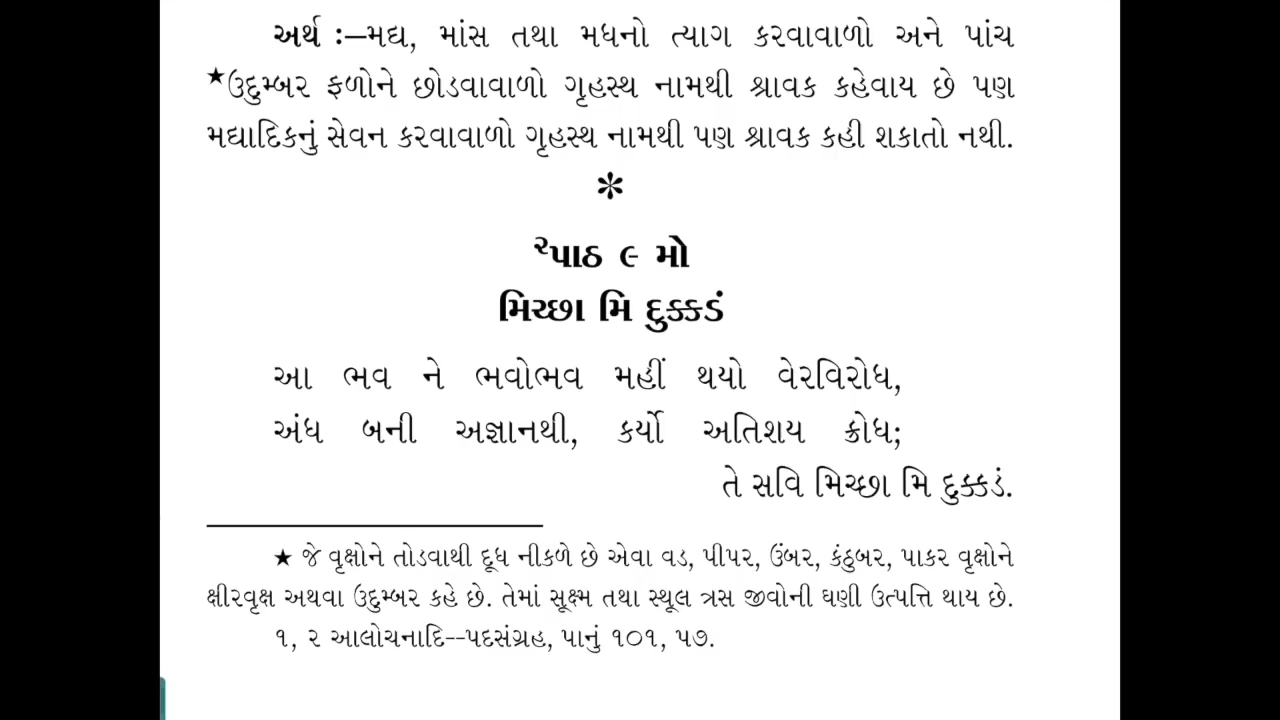 અર્થ :—મદ્ય, માંસ તથા મધનો ત્યાગ કરવાવાળો અને પાંચ
★ઉદુમ્બર ફળોને છોડવાવાળો ગૃહસ્થ નામથી શ્રાવક કહેવાય છે પણ
મદ્યાદિકનું સેવન કરવાવાળો ગૃહસ્થ નામથી પણ શ્રાવક કહી શકાતો નથી.
*
૨પાઠ ૯ મો
મિચ્છા મિ દુક્કડં
આ ભવ ને ભવોભવ મહીં થયો વેરવિરોધ,
અંધ બની અજ્ઞાનથી, કર્યો અતિશય ક્રોધ;
તે સવિ મિચ્છા મિ દુક્કડં.
★ જે વૃક્ષોને તોડવાથી દૂધ નીકળે છે એવા વડ, પીપર, ઉંબર, કંઠુબર, પાકર વૃક્ષોને
ક્ષીરવૃક્ષ અથવા ઉદુમ્બર કહે છે. તેમાં સૂક્ષ્મ તથા સ્થૂલ ત્રસ જીવોની ઘણી ઉત્પત્તિ થાય છે.
૧, ૨ આલોચનાદિ--પદસંગ્રહ, પાનું ૧૦૧, ૫૭.